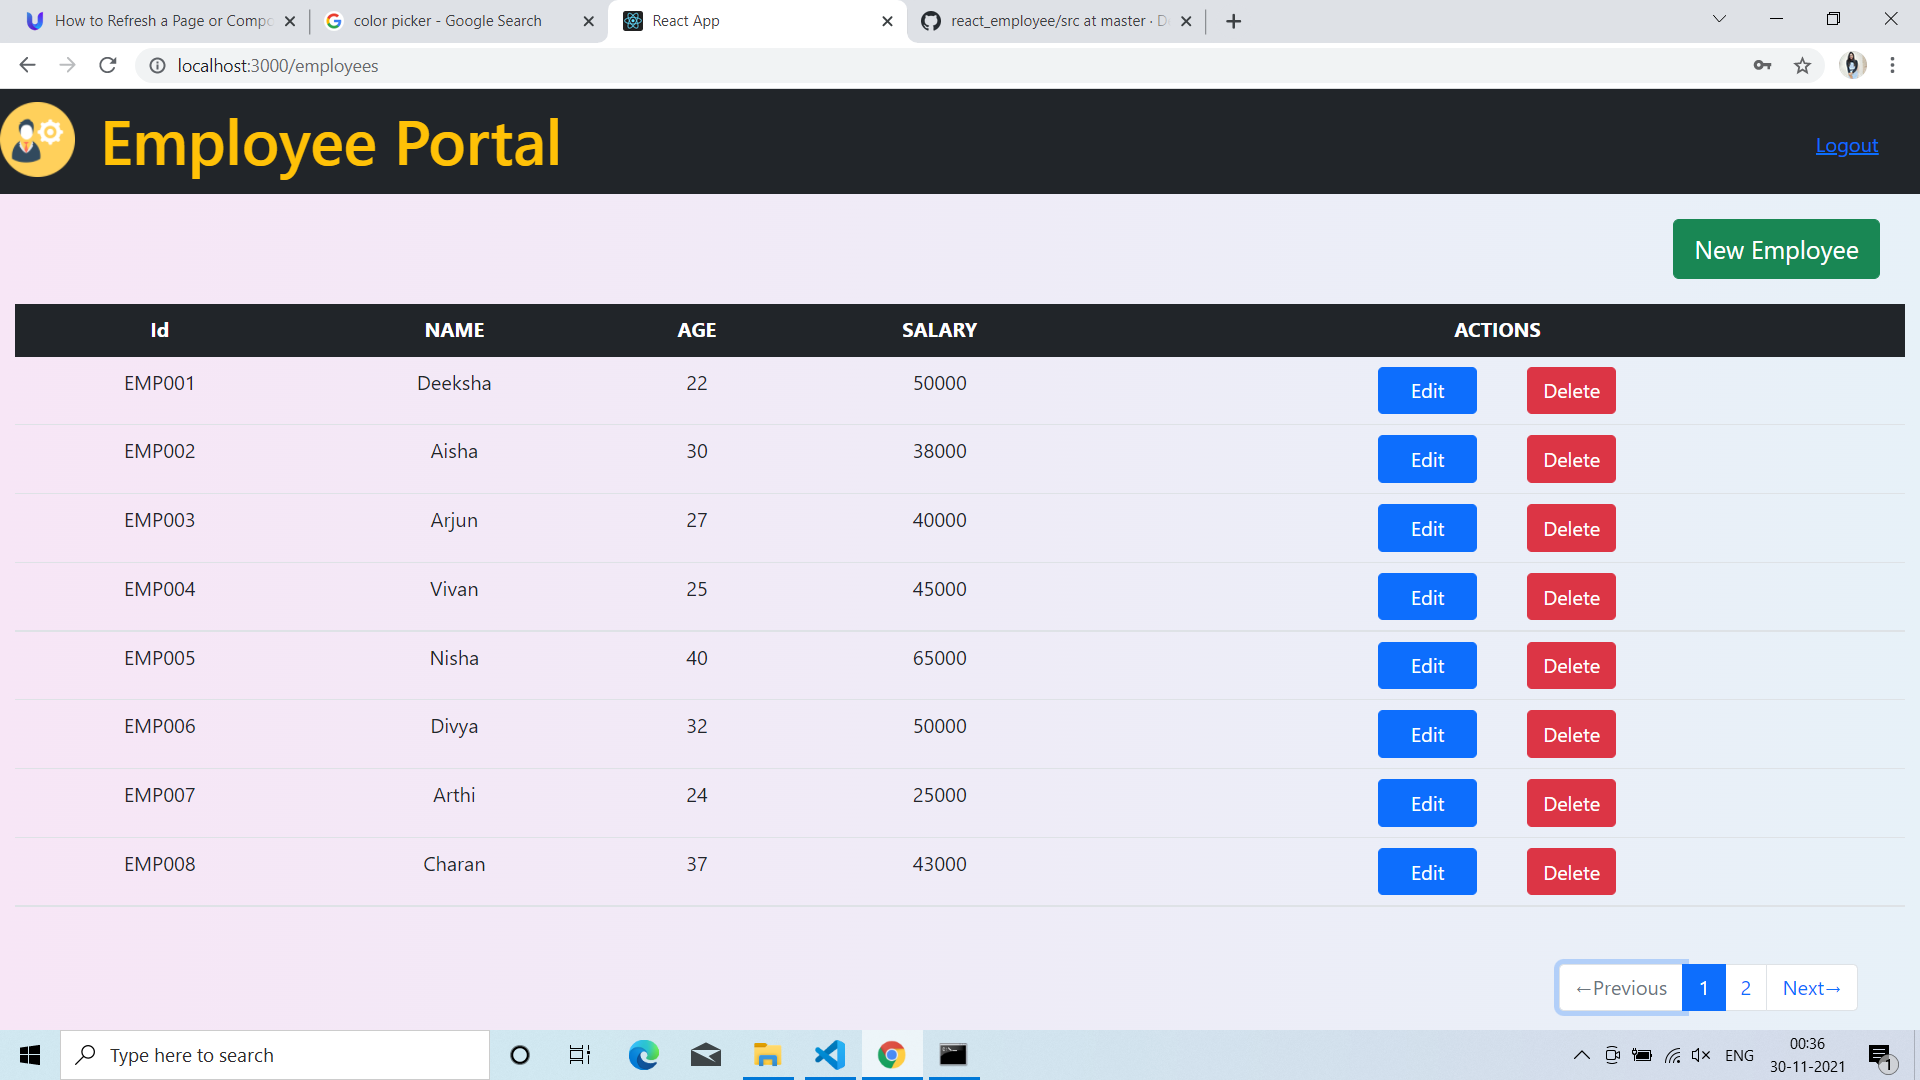 How to Refresh a Page or Compo
color picker - Google Search
React App
react_employee/src at master · D
localhost:3000/employees
Employee Portal
Logout
New Employee
Id NAME AGE SALARY ACTIONS
EMP001 Deeksha 22 50000 Edit Delete
EMP002 Aisha 30 38000 Edit Delete
EMP003 Arjun 27 40000 Edit Delete
EMP004 Vivan 25 45000 Edit Delete
EMP005 Nisha 40 65000 Edit Delete
EMP006 Divya 32 50000 Edit Delete
EMP007 Arthi 24 25000 Edit Delete
EMP008 Charan 37 43000 Edit Delete
←Previous 1 2 Next→
Type here to search
ENG
00:36
30-11-2021
1